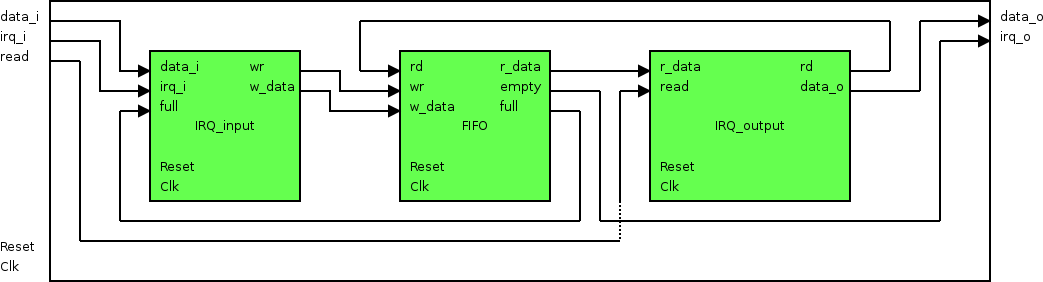 data_i
irq_i
read
data_o
irq_o
data_i wr
irq_i w_data
full
IRQ_input
Reset
Clk
rd r_data
wr empty
w_data full
FIFO
Reset
Clk
r_data rd
read data_o
IRQ_output
Reset
Clk
Reset
Clk